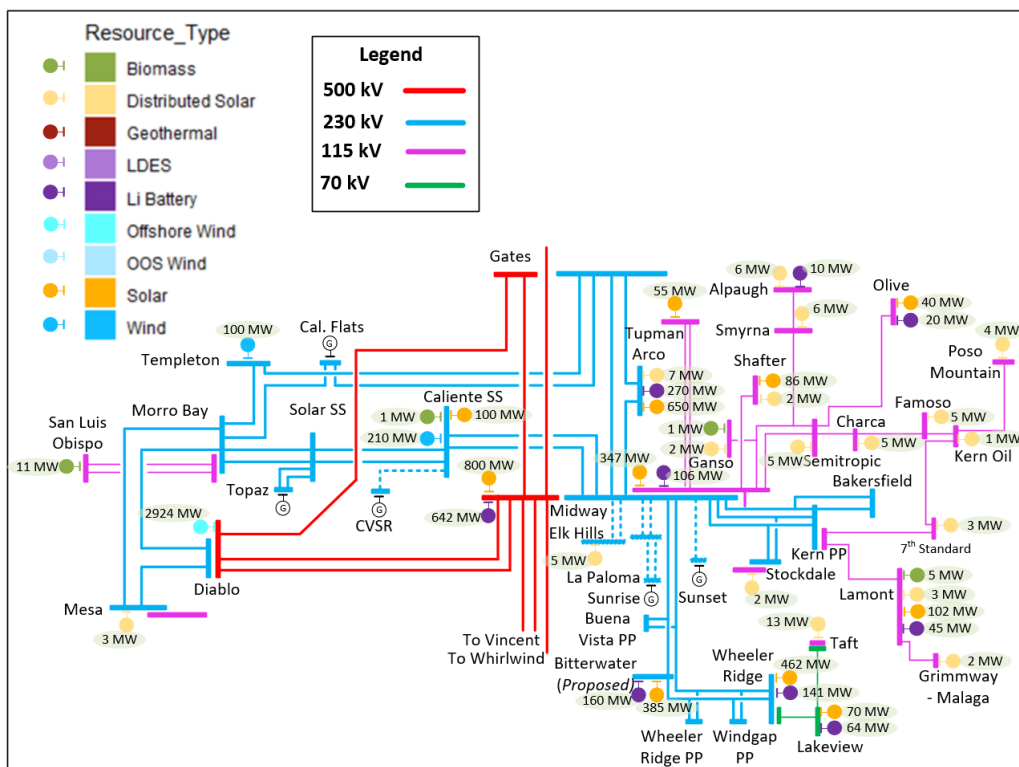 Resource_Type
Biomass
Distributed Solar
Geothermal
LDES
Li Battery
Offshore Wind
OOS Wind
Solar
Wind
Legend
500 kV
230 kV
115 kV
70 kV
Gates
100 MW
Templeton
Cal. Flats
G
Morro Bay
Solar SS
Caliente SS
1 MW
100 MW
210 MW
San Luis
Obispo
11 MW
Topaz
G
CVSR
G
800 MW
642 MW
2924 MW
Diablo
Mesa
3 MW
To Vincent
To Whirlwind
55 MW
Tupman
Arco
7 MW
270 MW
650 MW
6 MW
10 MW
Alpaugh
6 MW
Smyrna
Olive
40 MW
20 MW
4 MW
Poso
Mountain
Shafter
86 MW
2 MW
1 MW
2 MW
Ganso
Charca
5 MW
5 MW
Semitropic
Famoso
5 MW
1 MW
Kern Oil
347 MW
106 MW
Midway
Elk Hills
5 MW
La Paloma
Sunrise
G
Sunset
G
Bakersfield
Kern PP
Stockdale
2 MW
3 MW
7th Standard
Lamont
5 MW
3 MW
102 MW
45 MW
2 MW
Grimmway
- Malaga
Buena
Vista PP
Bitterwater
(Proposed)
160 MW
385 MW
Wheeler
Ridge
462 MW
141 MW
13 MW
Taft
70 MW
64 MW
Lakeview
Wheeler
Ridge PP
Windgap
PP